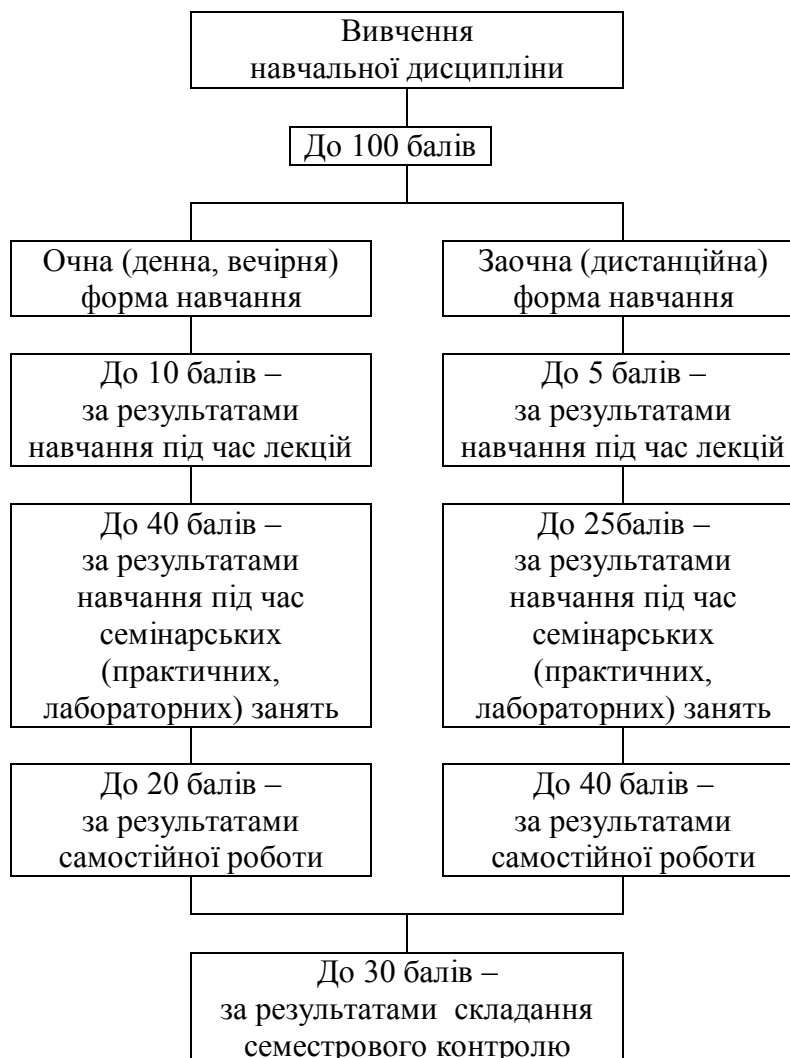 Вивчення
навчальної дисципліни
До 100 балів
Очна (денна, вечірня)
форма навчання
Заочна (дистанційна)
форма навчання
До 10 балів –
за результатами
навчання під час лекцій
До 5 балів –
за результатами
навчання під час лекцій
До 40 балів –
за результатами
навчання під час
семінарських
(практичних,
лабораторних) занять
До 25балів –
за результатами
навчання під час
семінарських
(практичних,
лабораторних) занять
До 20 балів –
за результатами
самостійної роботи
До 40 балів –
за результатами
самостійної роботи
До 30 балів –
за результатами складання
семестрового контролю